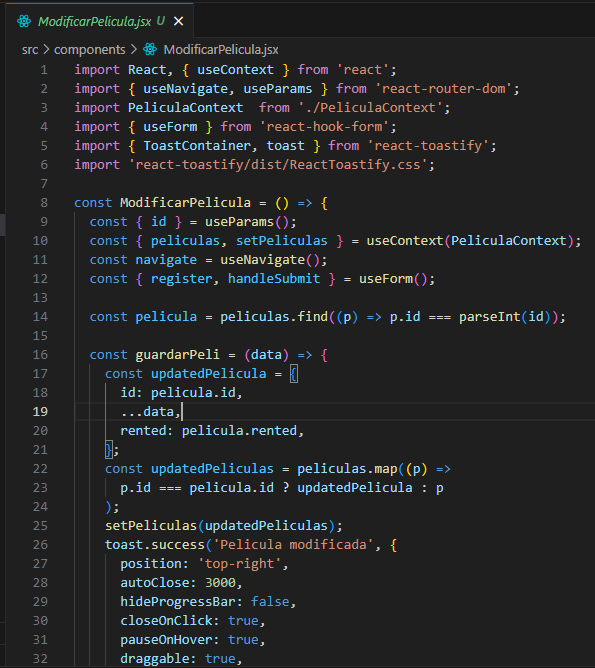 ModificarPelicula.jsx U ×
src > components > ModificarPelicula.jsx
1 import React, { useContext } from 'react';
2 import { useNavigate, useParams } from 'react-router-dom';
3 import PeliculaContext  from './PeliculaContext';
4 import { useForm } from 'react-hook-form';
5 import { ToastContainer, toast } from 'react-toastify';
6 import 'react-toastify/dist/ReactToastify.css';
7
8 const ModificarPelicula = () => {
9   const { id } = useParams();
10   const { peliculas, setPeliculas } = useContext(PeliculaContext);
11   const navigate = useNavigate();
12   const { register, handleSubmit } = useForm();
13
14   const pelicula = peliculas.find((p) => p.id === parseInt(id));
15
16   const guardarPeli = (data) => {
17     const updatedPelicula = {
18       id: pelicula.id,
19       ...data,
20       rented: pelicula.rented,
21     };
22     const updatedPeliculas = peliculas.map((p) =>
23       p.id === pelicula.id ? updatedPelicula : p
24     );
25     setPeliculas(updatedPeliculas);
26     toast.success('Pelicula modificada', {
27       position: 'top-right',
28       autoClose: 3000,
29       hideProgressBar: false,
30       closeOnClick: true,
31       pauseOnHover: true,
32       draggable: true,